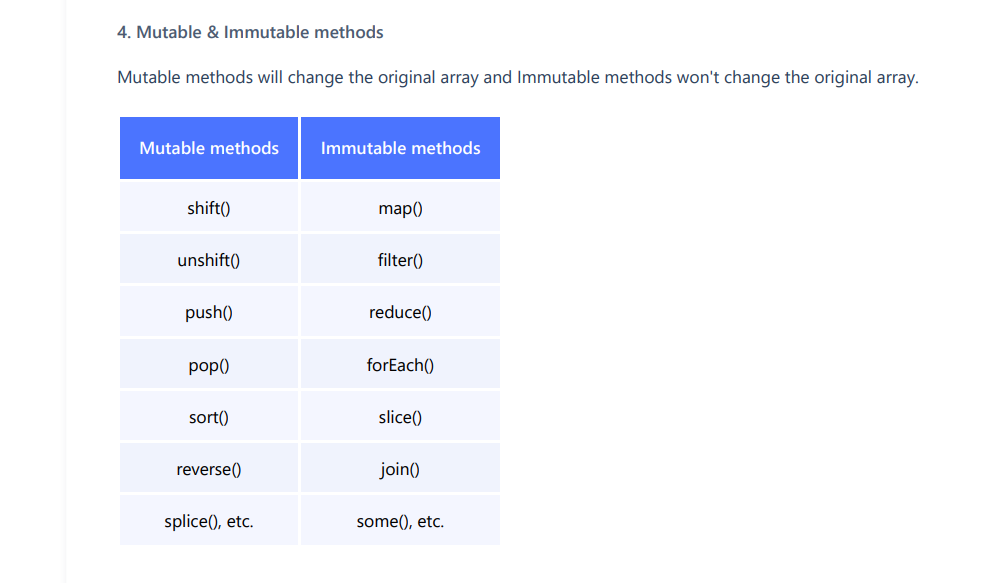 4. Mutable & Immutable methods
Mutable methods will change the original array and Immutable methods won't change the original array.
Mutable methods Immutable methods
shift() map()
unshift() filter()
push() reduce()
pop() forEach()
sort() slice()
reverse() join()
splice(), etc. some(), etc.